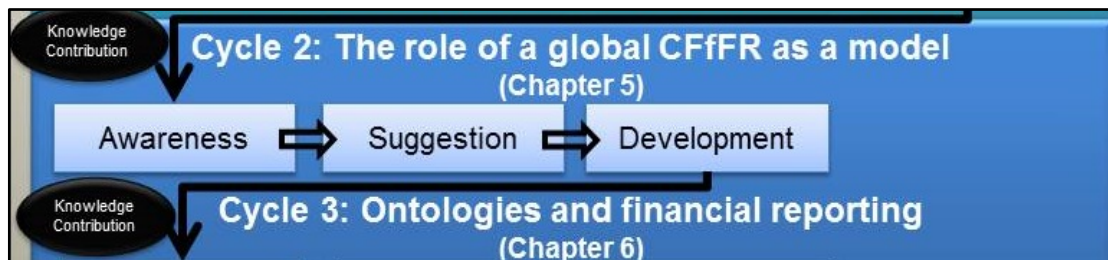 Knowledge
Contribution
Cycle 2: The role of a global CFfFR as a model
(Chapter 5)
Awareness
Suggestion
Development
Knowledge
Contribution
Cycle 3: Ontologies and financial reporting
(Chapter 6)